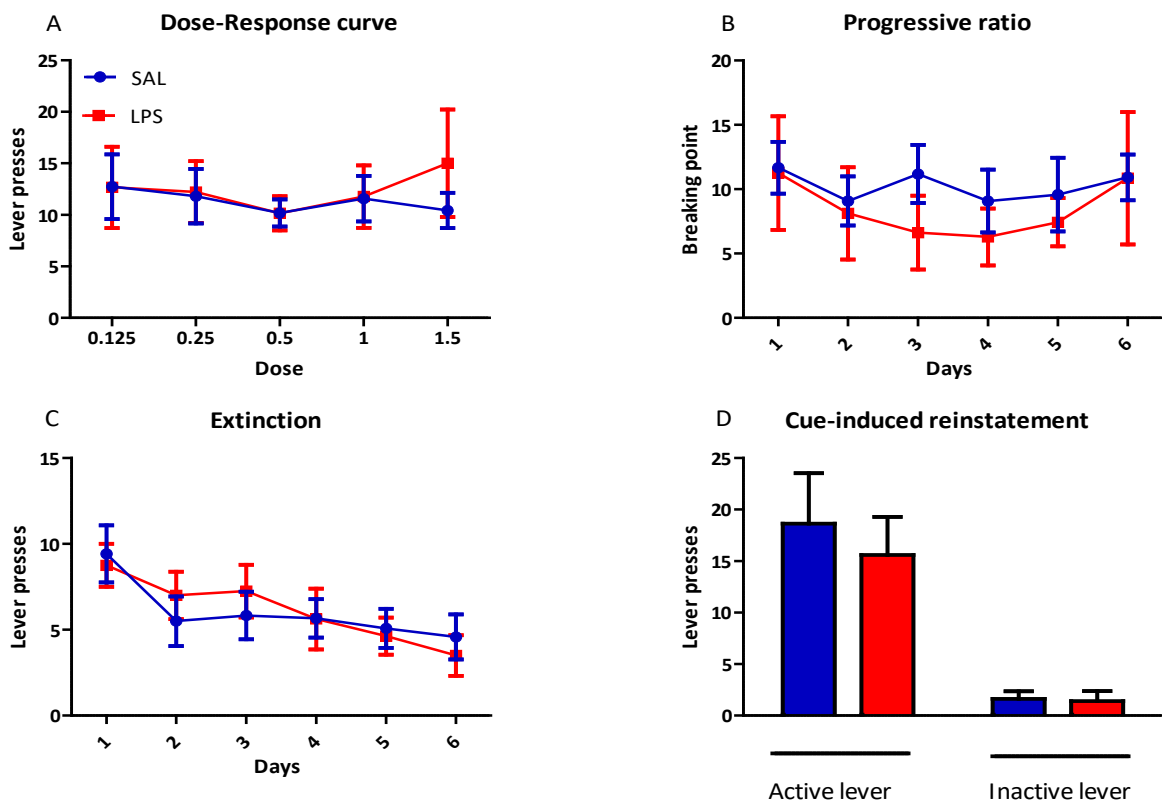 A
Dose-Response curve
25
20
15
10
5
0
Lever presses
SAL
LPS
0.125 0.25 0.5 1 1.5
Dose
B
Progressive ratio
20
15
10
5
0
Breaking point
1 2 3 4 5 6
Days
C
Extinction
15
10
5
0
Lever presses
1 2 3 4 5 6
Days
D
Cue-induced reinstatement
25
20
15
10
5
0
Lever presses
Active lever
Inactive lever